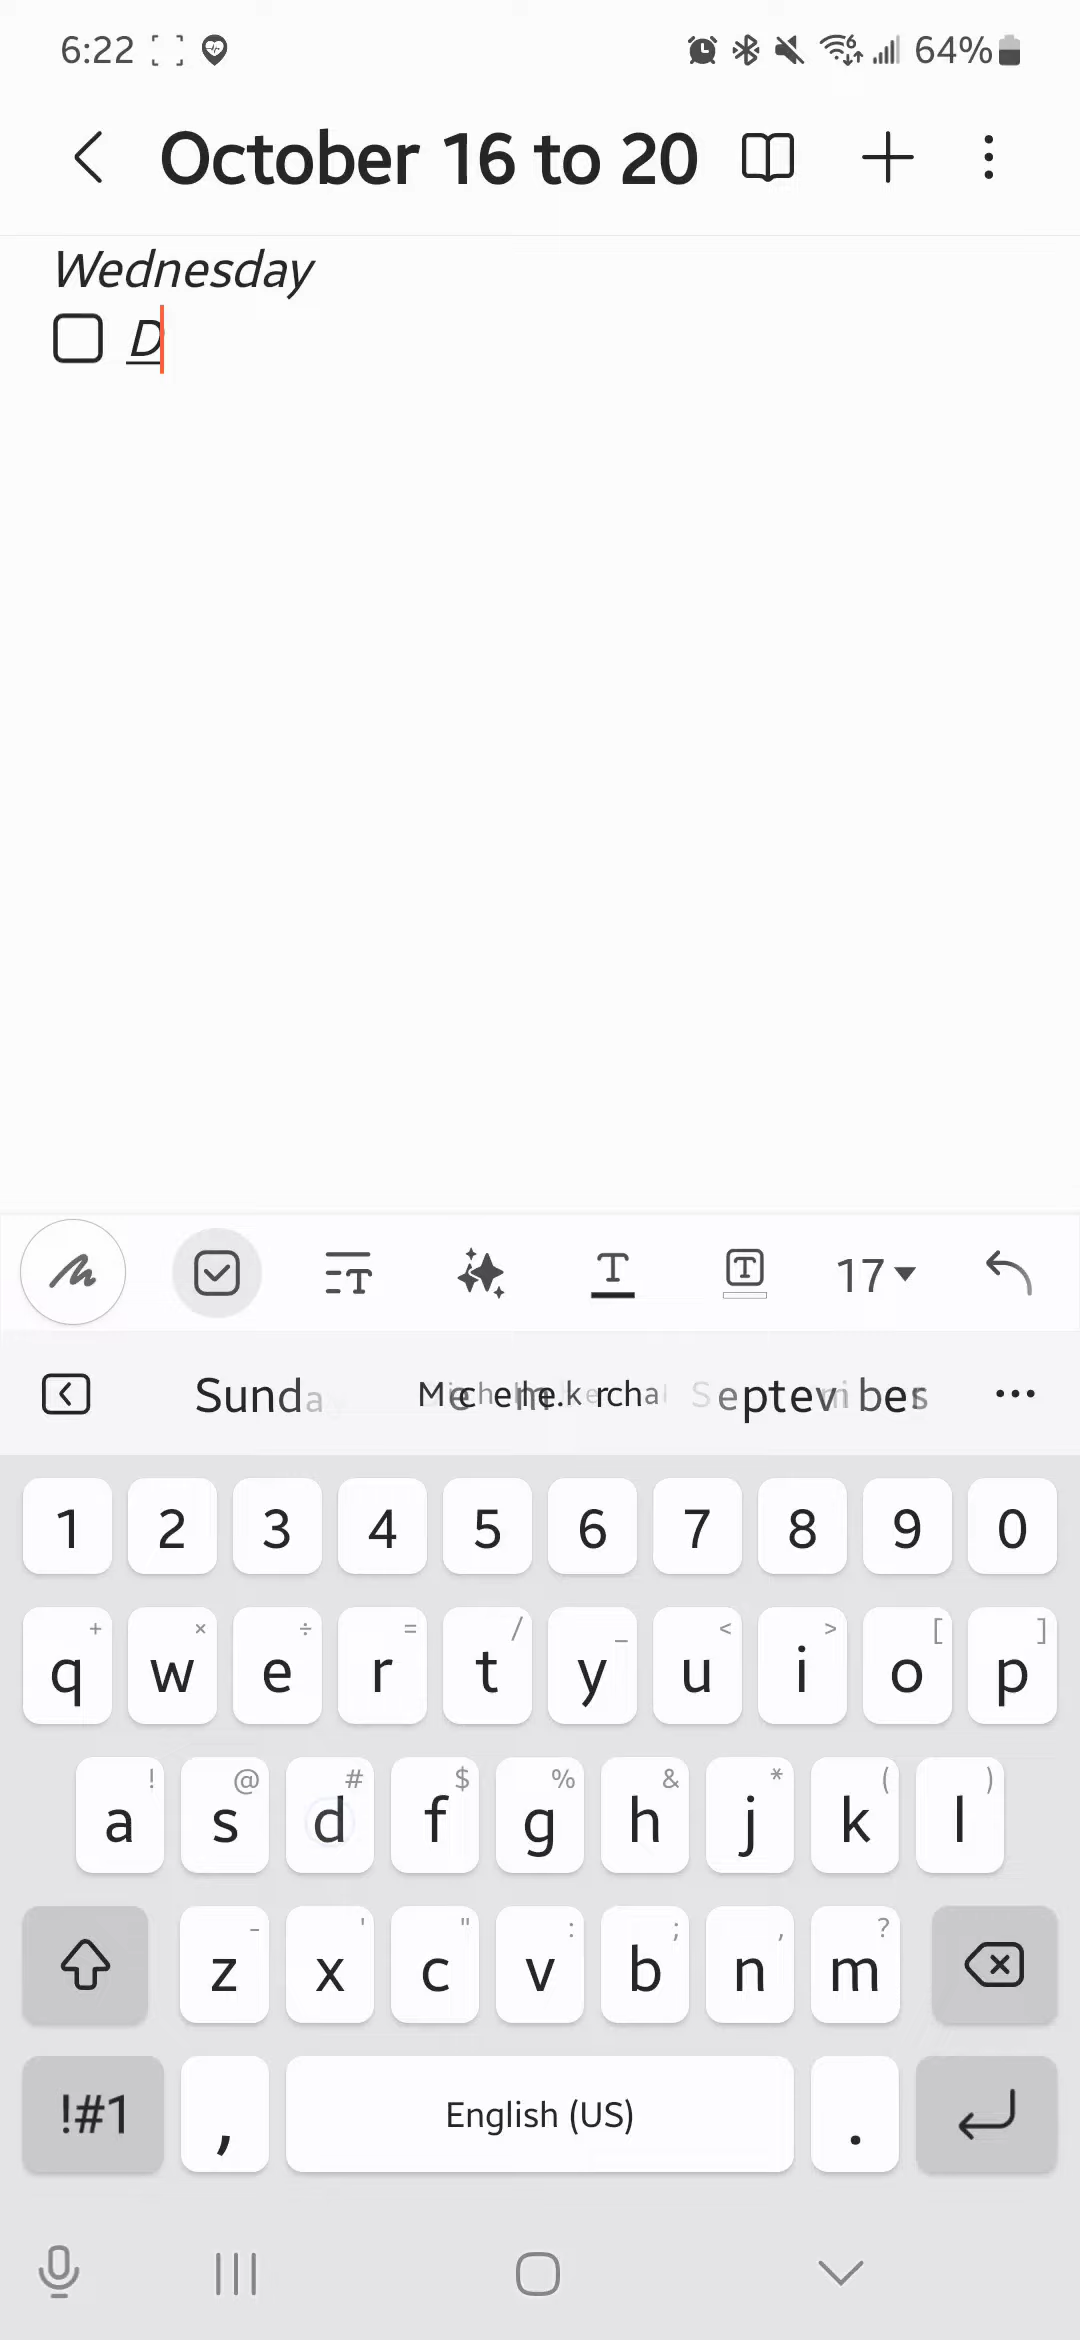 6:22 64%
October 16 to 20
Wednesday
D
17
1 2 3 4 5 6 7 8 9 0
+ × ÷ = / _ < > [ ]
q w e r t y u i o p
! @ # $ % & * ( )
a s d f g h j k l
- ' " : ; , ?
z x c v b n m
!#1 , English (US) .